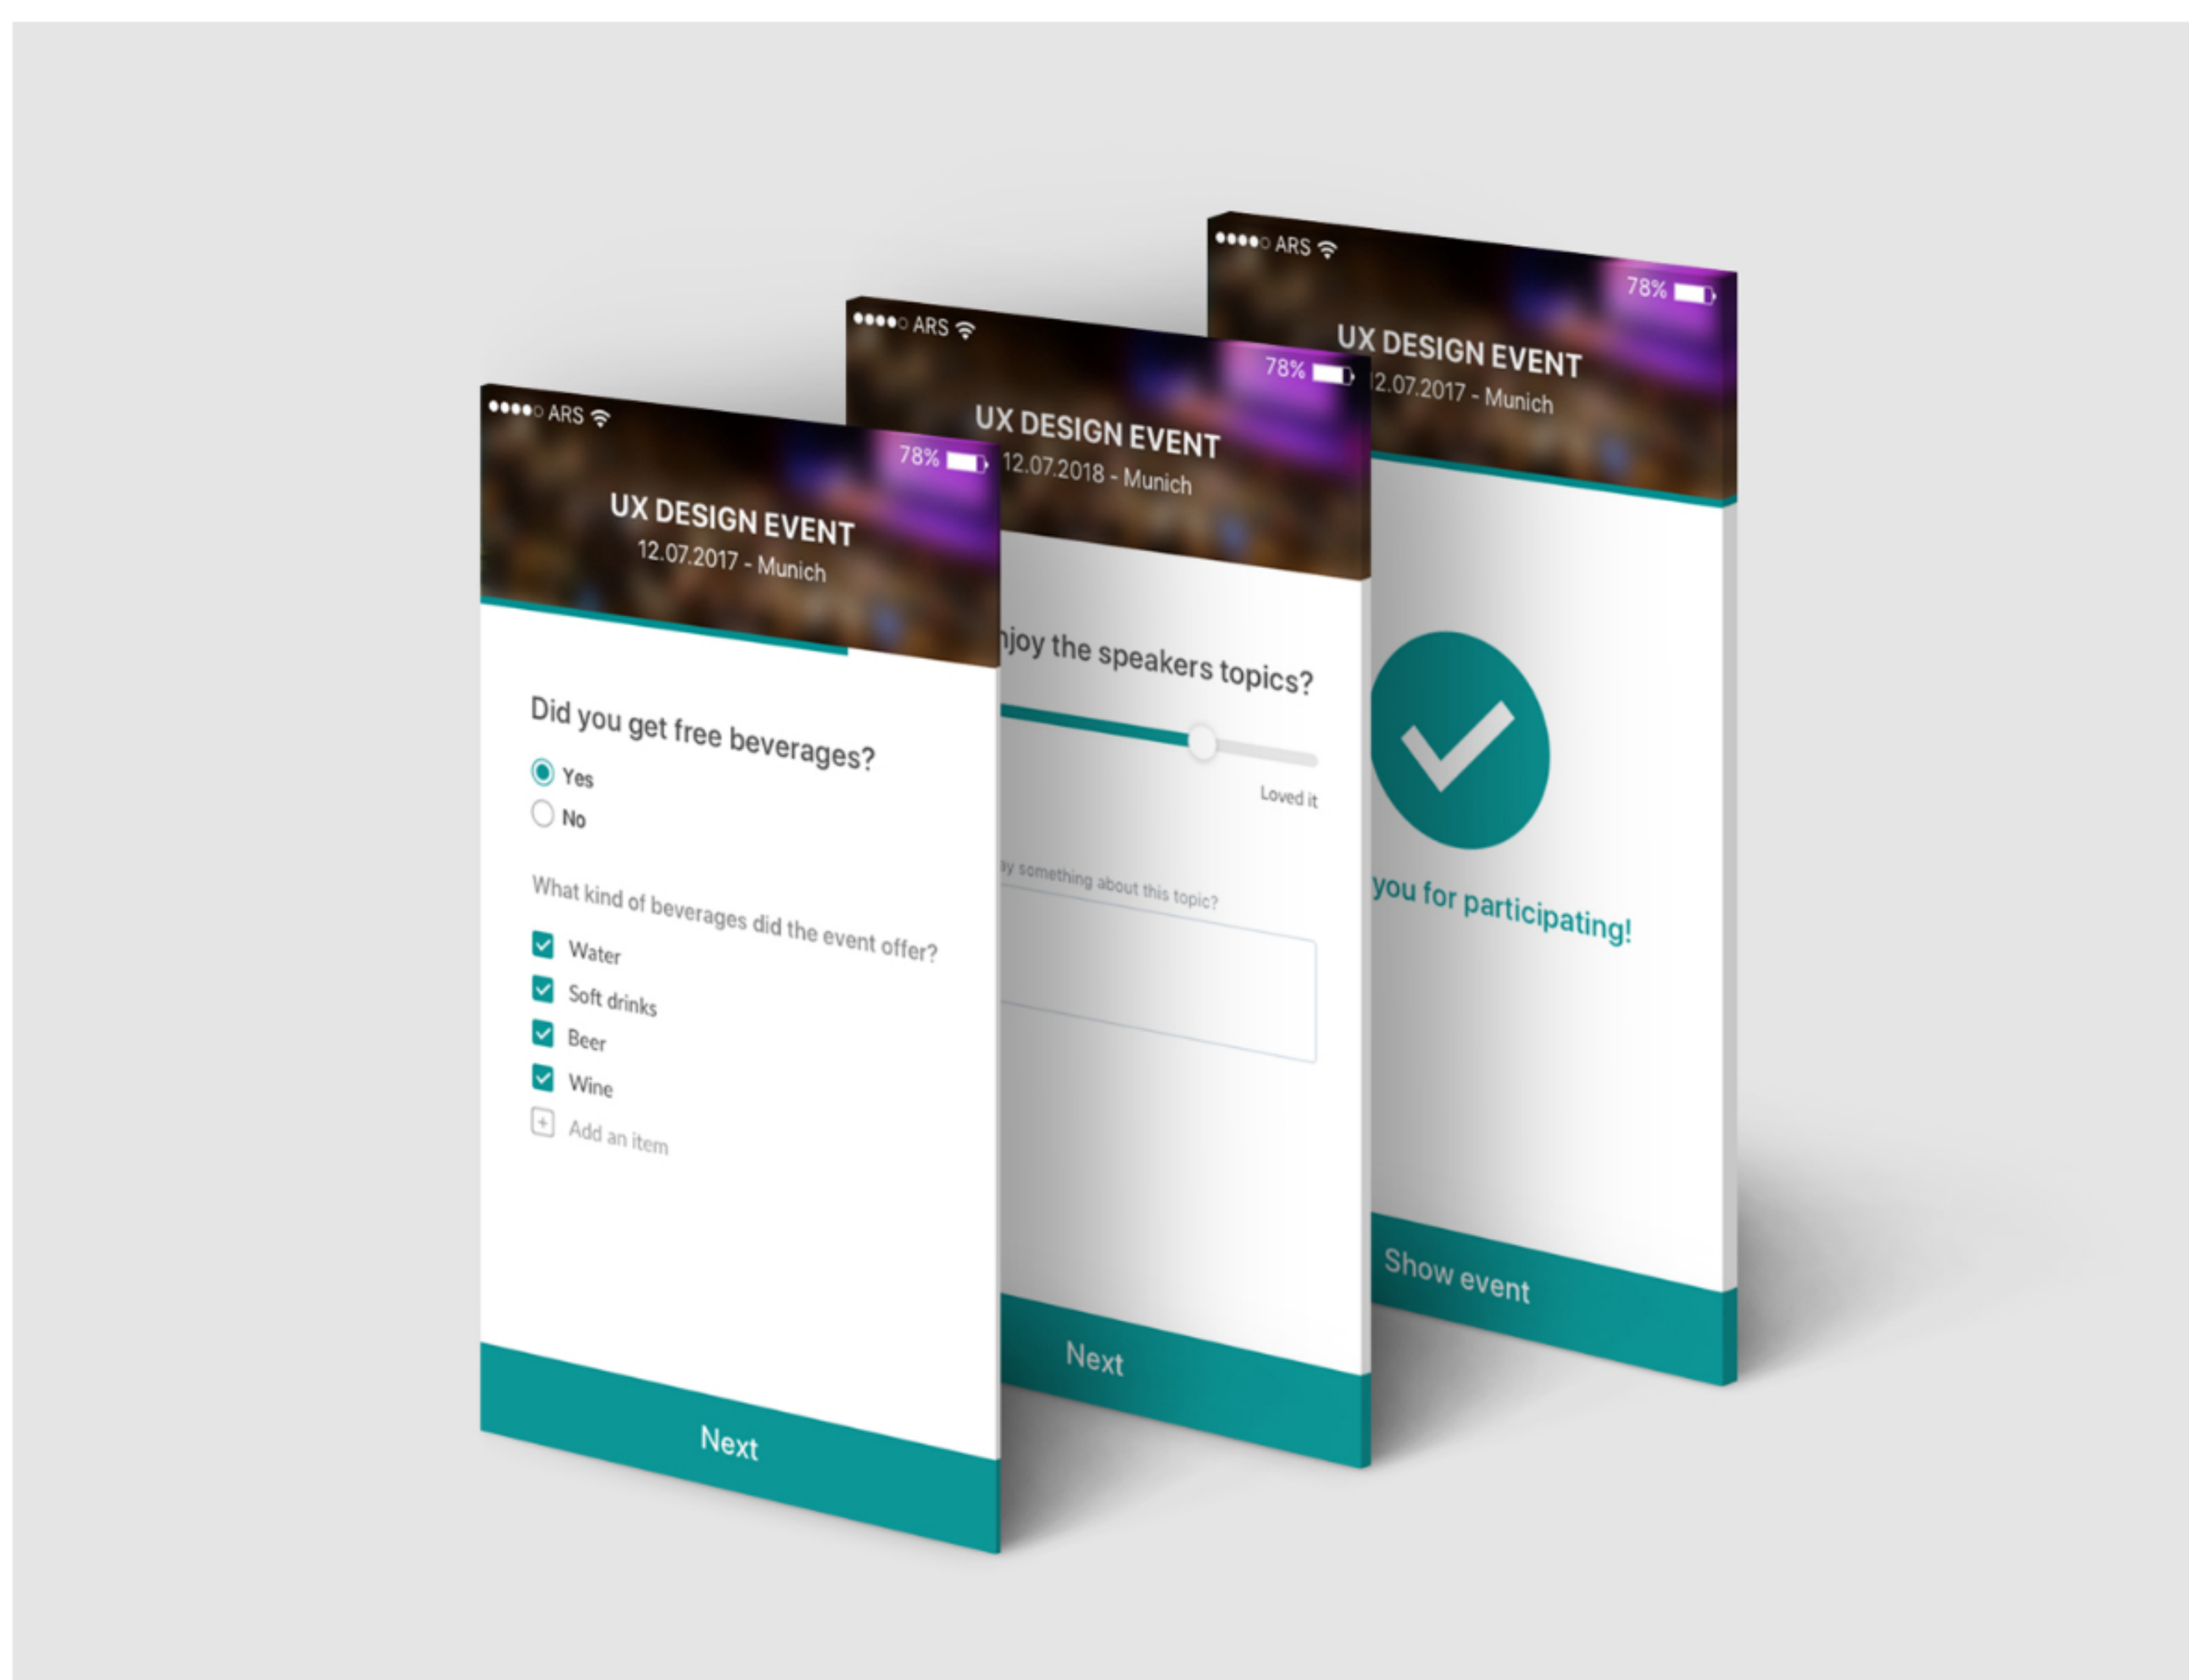 ARS
78%
UX DESIGN EVENT
12.07.2017 - Munich
Did you get free beverages?
Yes
No
What kind of beverages did the event offer?
Water
Soft drinks
Beer
Wine
Add an item
Next
ARS
78%
UX DESIGN EVENT
12.07.2018 - Munich
the speakers topics?
Loved it
something about this topic?
Next
ARS
78%
UX DESIGN EVENT
2.07.2017 - Munich
you for participating!
Show event